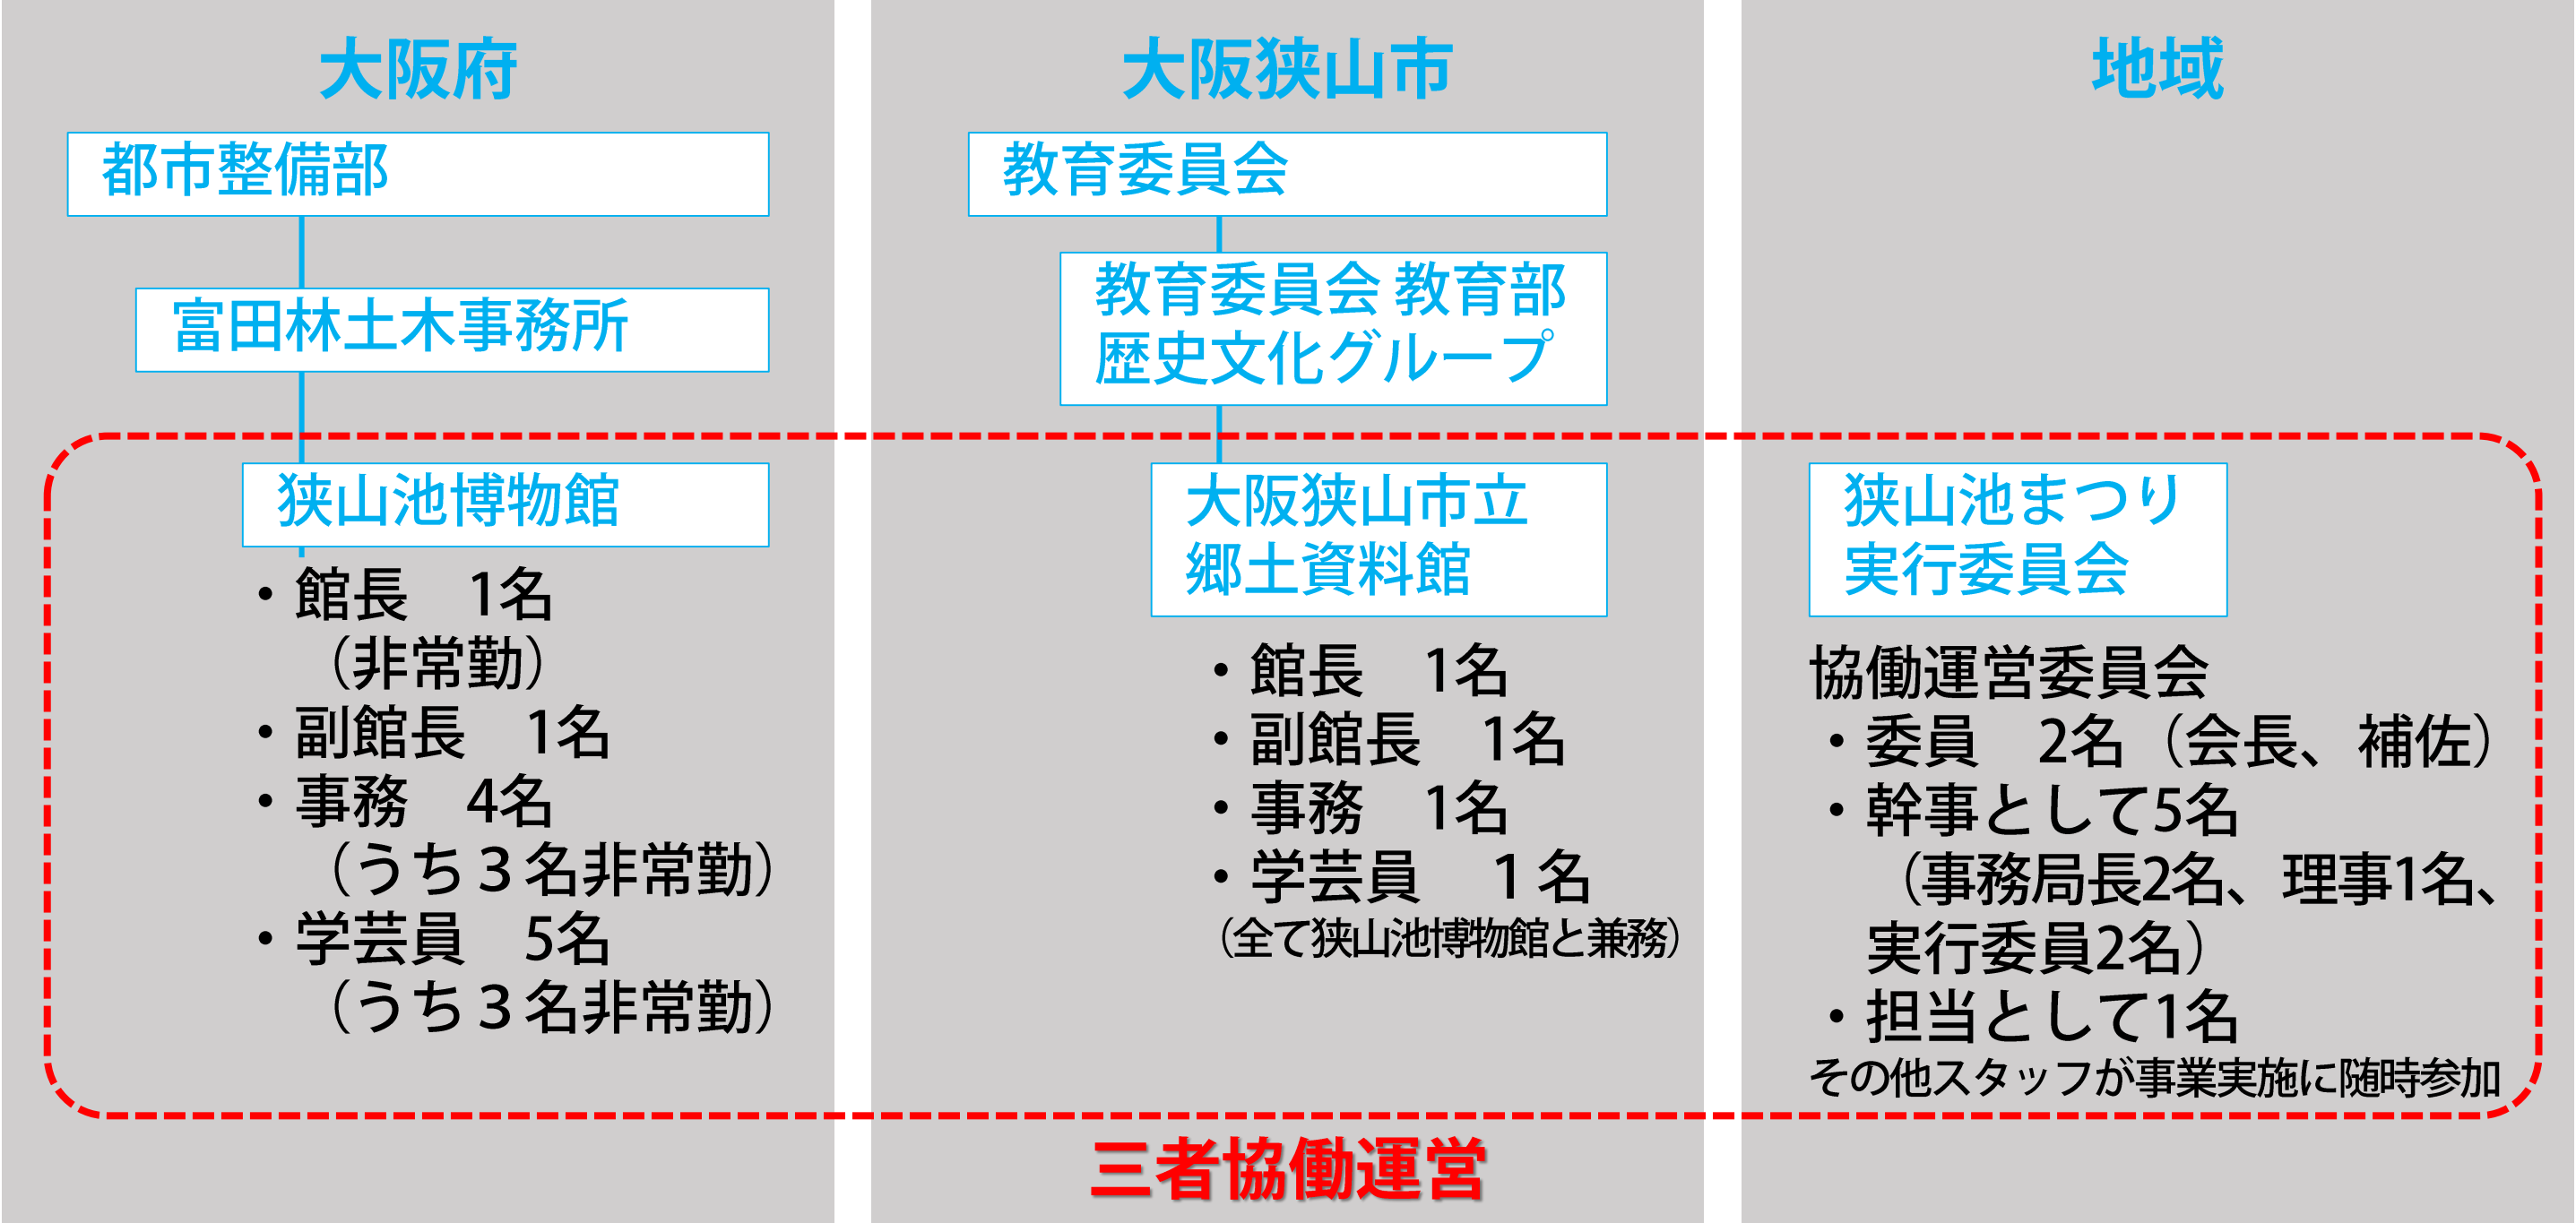 大阪府
都市整備部
富田林土木事務所
狭山池博物館
・館長　1名
（非常勤）
・副館長　1名
・事務　4名
（うち３名非常勤）
・学芸員　5名
（うち３名非常勤）
大阪狭山市
教育委員会
教育委員会 教育部
歴史文化グループ
大阪狭山市立
郷土資料館
・館長　1名
・副館長　1名
・事務　1名
・学芸員　１名
（全て狭山池博物館と兼務）
地域
狭山池まつり
実行委員会
協働運営委員会
・委員　2名（会長、補佐）
・幹事として5名
（事務局長2名、理事1名、
実行委員2名）
・担当として1名
その他スタッフが事業実施に随時参加
三者協働運営